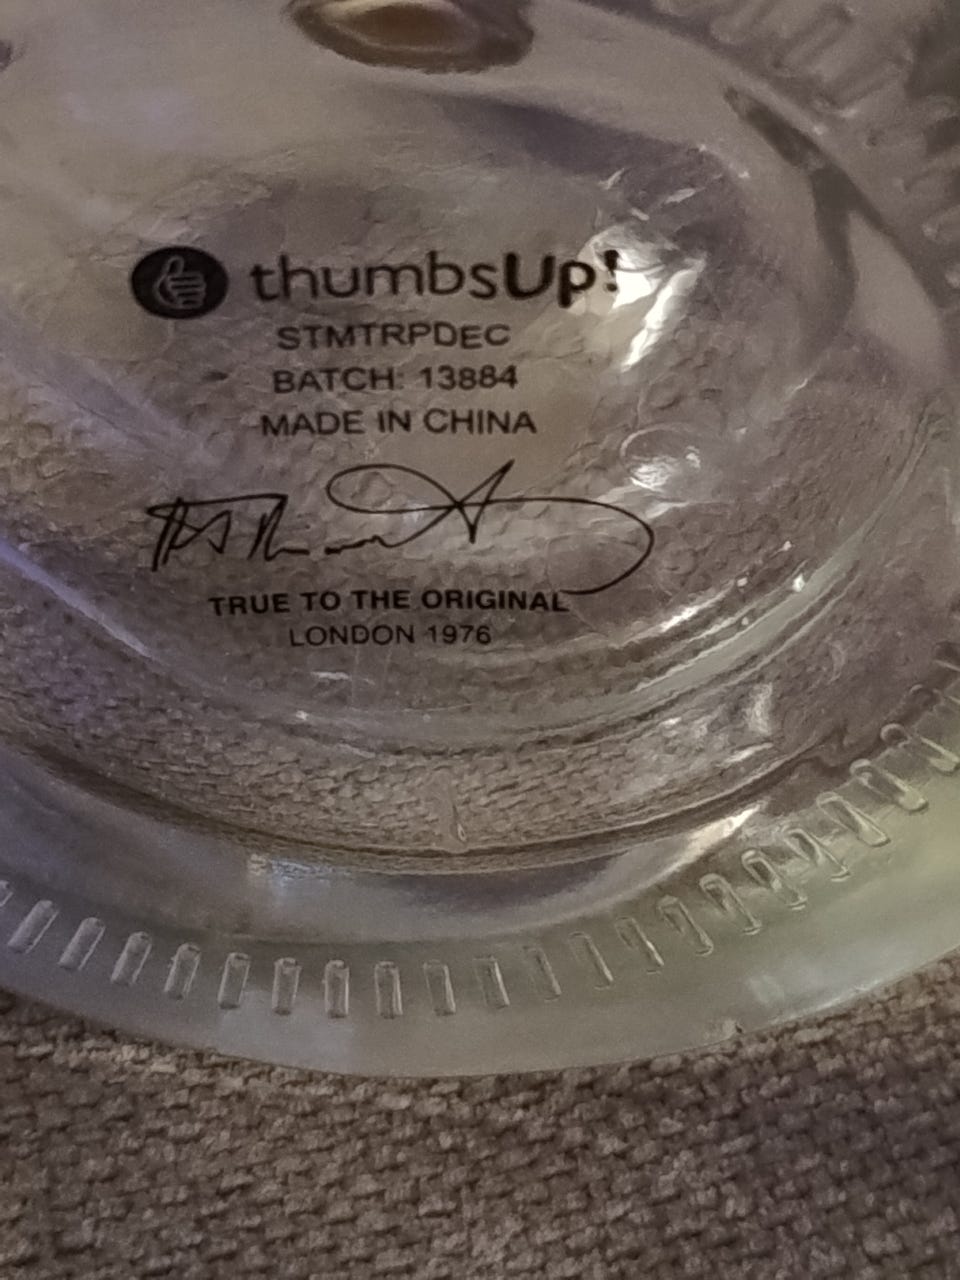 thumbsUp!
STMTRPDEC
BATCH: 13884
MADE IN CHINA
TRUE TO THE ORIGINAL
LONDON 1976